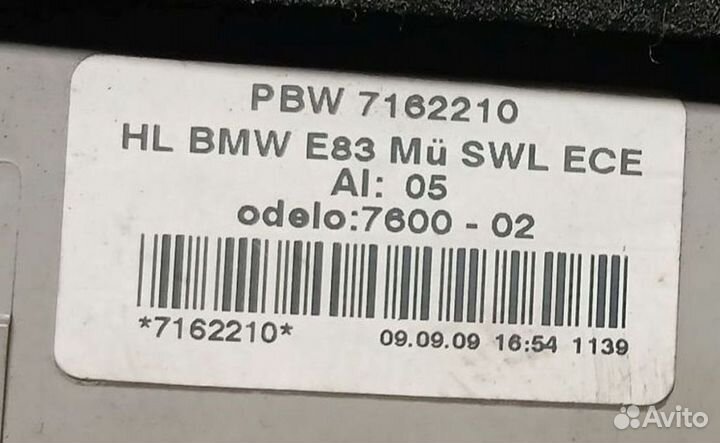 PBW 7162210
HL BMW E83 Mü SWL ECE
AI: 05
odelo:7600 - 02
*7162210* 09.09.09 16:54 1139
Avito